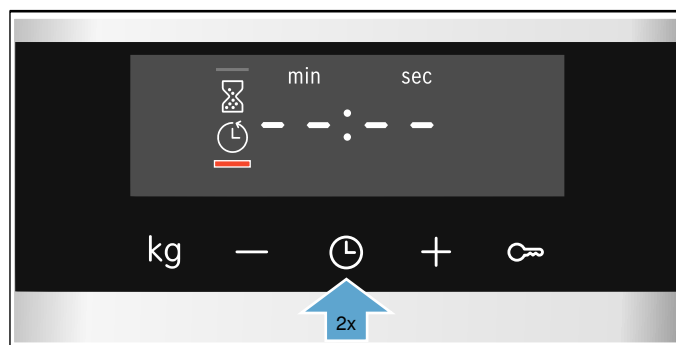 min sec
--:--
kg — +
2x